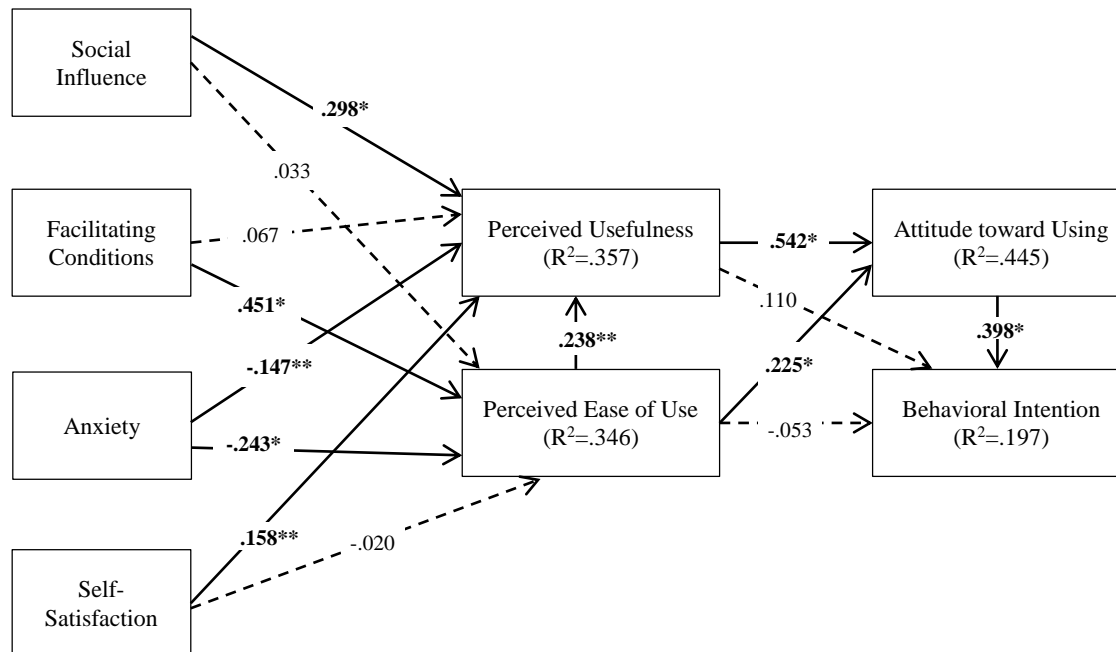 Social
Influence
.298*
.033
Facilitating
Conditions
.067
Perceived Usefulness
(R²=.357)
.542*
Attitude toward Using
(R²=.445)
.451*
.110
-.147**
.238**
.225*
.398*
Anxiety
-.243*
Perceived Ease of Use
(R²=.346)
-.053
Behavioral Intention
(R²=.197)
.158**
-.020
Self-
Satisfaction